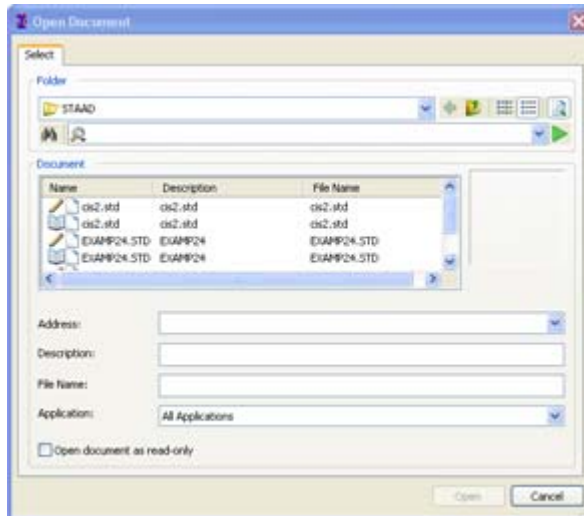 Open Document
Select
Folder
STAAD
Document
Name Description File Name
cis2.std cis2.std cis2.std
cis2.std cis2.std cis2.std
EXAMP24.STD EXAMP24 EXAMP24.STD
EXAMP24.STD EXAMP24 EXAMP24.STD
Address:
Description:
File Name:
Application: All Applications
Open document as read-only
Open Cancel